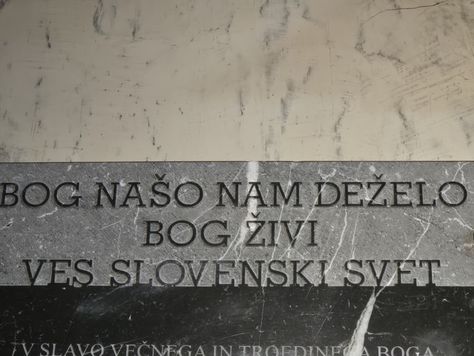 BOG NAŠO NAM DEŽELO
BOG ŽIVI
VES SLOVENSKI SVET
V SLAVO VEČNEGA IN TROEDINEGA BOGA